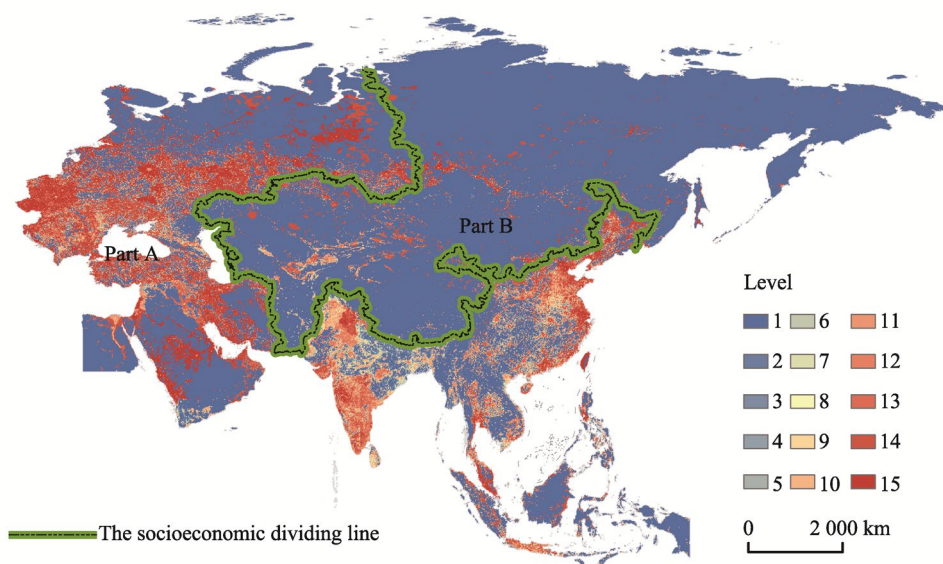 Part A
Part B
Level
1 6 11
2 7 12
3 8 13
4 9 14
5 10 15
0 2 000 km
The socioeconomic dividing line